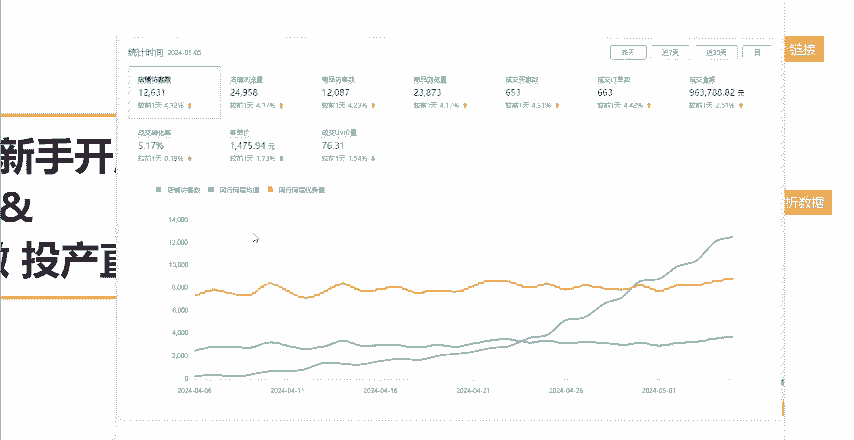 统计时间 2024-05-05
昨天 近7天 近30天 日
链接
店铺访客数 店铺浏览量 商品访客数 商品浏览量 成交客数 成交订单数 成交金额
12,631 24,958 12,087 23,873 653 663 963,788.82 元
较前1天 4.32% 较前1天 4.37% 较前1天 4.23% 较前1天 4.17% 较前1天 4.51% 较前1天 4.42% 较前1天 2.57%
成交转化率 客单价 成交UV价值
5.17% 1,475.94 元 76.31
较前1天 0.19% 较前1天 1.73% 较前1天 1.54%
新手开
&
投产直
折数据
店铺访客数 同行同层均值 同行同层优秀值
14,000
12,000
10,000
8,000
6,000
4,000
2,000
0
2024-04-06 2024-04-11 2024-04-16 2024-04-21 2024-04-26 2024-05-01